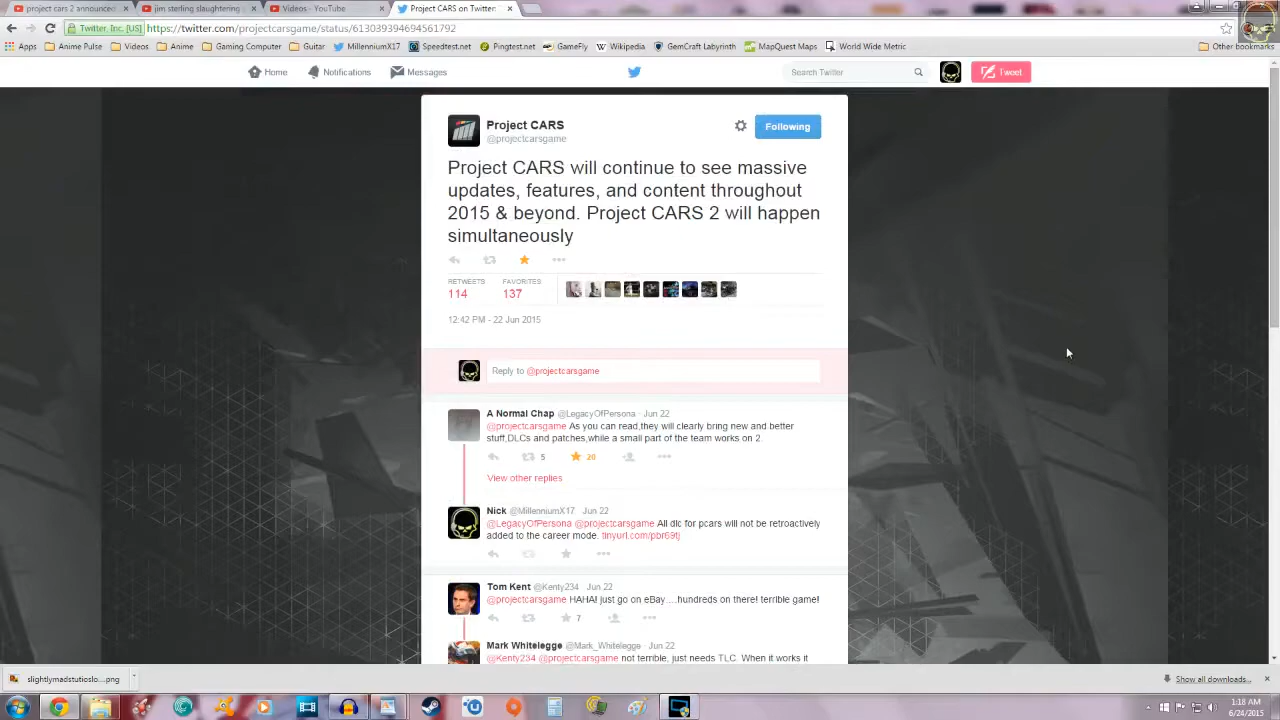 project cars 2 announced
jim sterling slaughtering
Videos - YouTube
Project CARS on Twitter:
Twitter, Inc. [US] https://twitter.com/projectcarsgame/status/613039394694561792
Apps Anime Pulse Videos Anime Gaming Computer Guitar MillenniumX17 Speedtest.net Pingtest.net GameFly Wikipedia GemCraft Labyrinth MapQuest Maps World Wide Metric Other bookmarks
Home Notifications Messages Search Twitter Tweet
Project CARS
@projectcarsgame
Following
Project CARS will continue to see massive
updates, features, and content throughout
2015 & beyond. Project CARS 2 will happen
simultaneously
RETWEETS FAVORITES
114 137
12:42 PM - 22 Jun 2015
Reply to @projectcarsgame
A Normal Chap @LegacyOfPersona · Jun 22
@projectcarsgame As you can read,they will clearly bring new and better
stuff,DLCs and patches,while a small part of the team works on 2.
5 20
View other replies
Nick @MillenniumX17 Jun 22
@LegacyOfPersona @projectcarsgame All dlc for pcars will not be retroactively
added to the career mode. tinyurl.com/pbr69tj
Tom Kent @Kenty234 · Jun 22
@projectcarsgame HAHA! just go on eBay.....hundreds on there! terrible game!
7
Mark Whitelegge @Mark_Whitelegge · Jun 22
@Kenty234 @projectcarsgame not terrible, just needs TLC. When it works it
slightlymadstutioslo....png
Show all downloads...
1:18 AM
6/24/2015